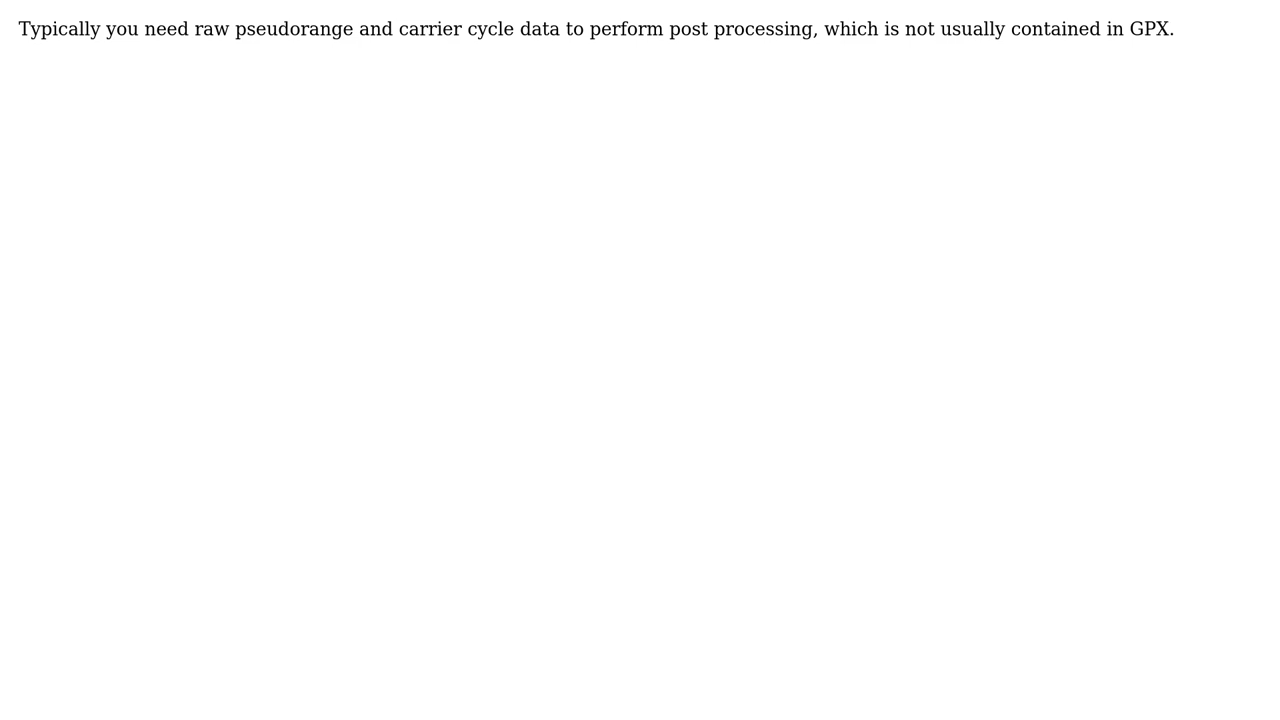 Typically you need raw pseudorange and carrier cycle data to perform post processing, which is not usually contained in GPX.